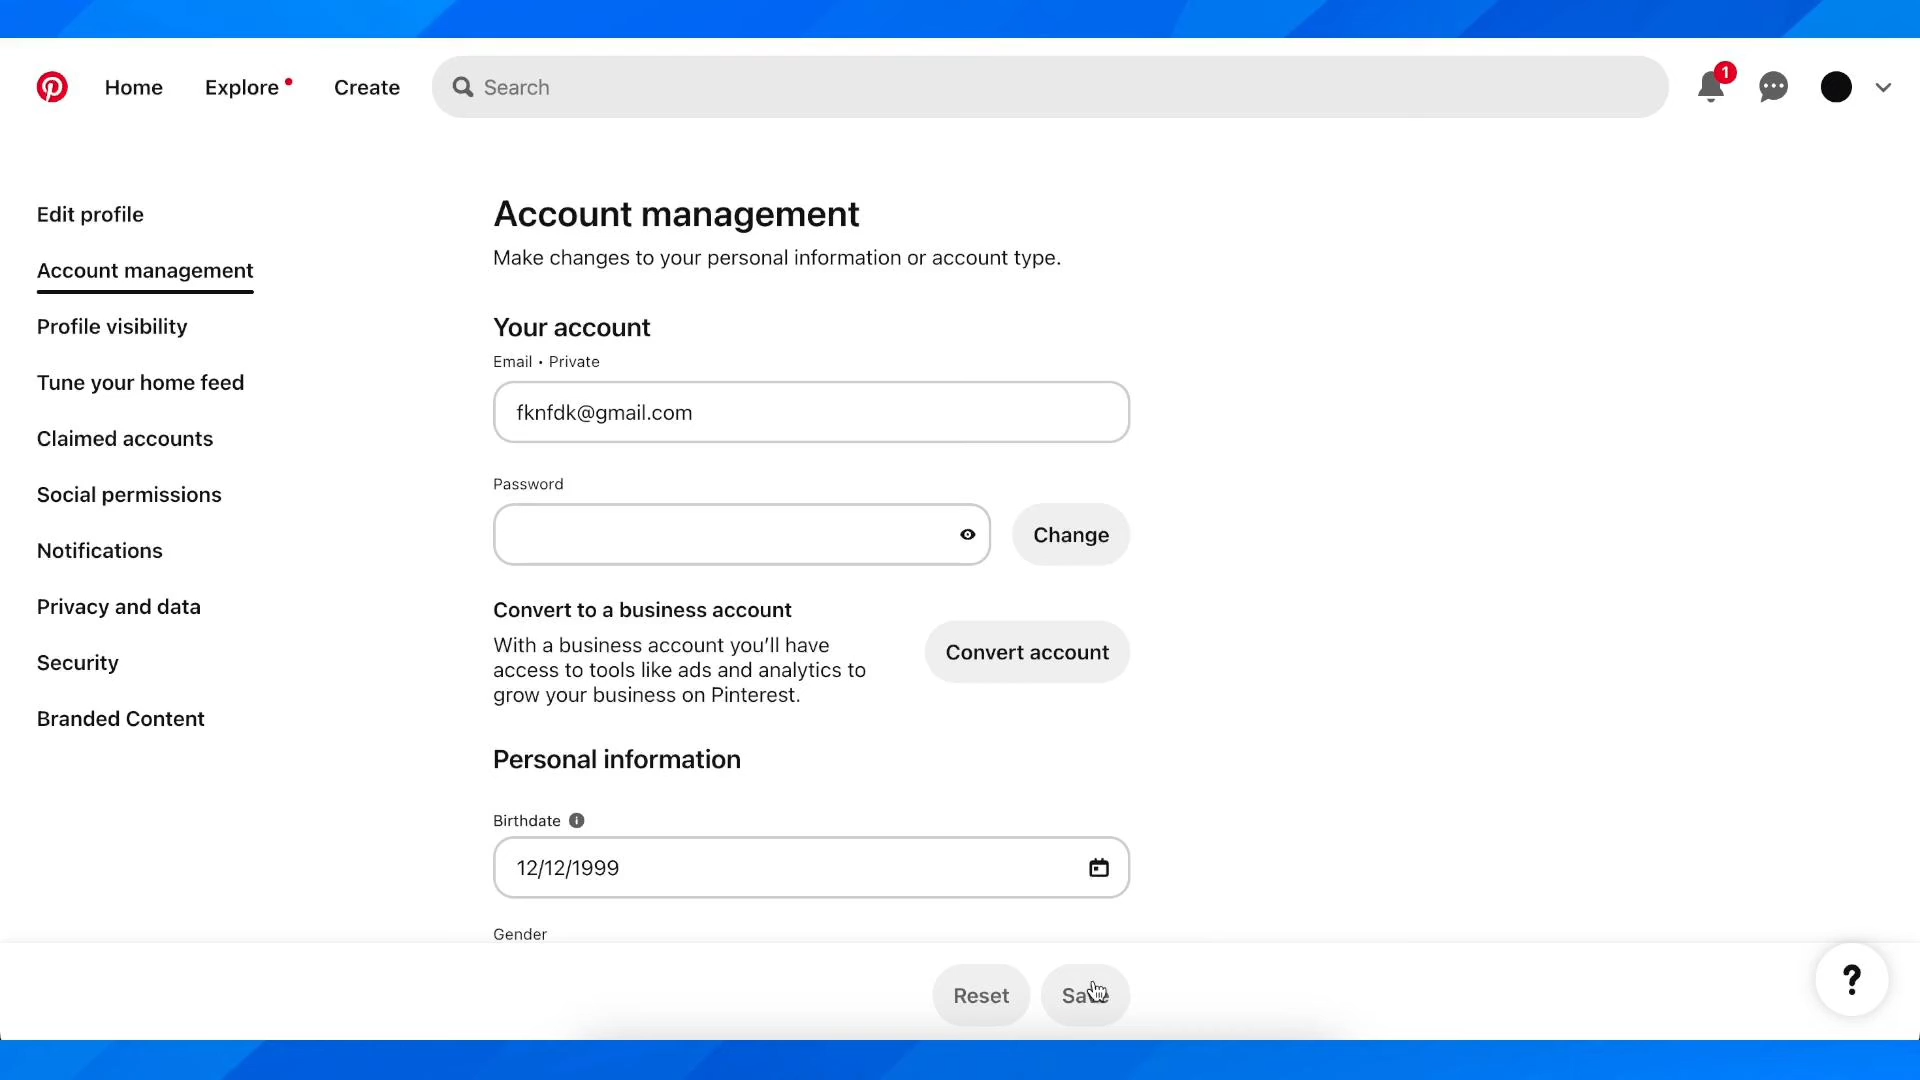 Home
Explore
Create
Search
1
Edit profile
Account management
Profile visibility
Tune your home feed
Claimed accounts
Social permissions
Notifications
Privacy and data
Security
Branded Content
Account management
Make changes to your personal information or account type.
Your account
Email • Private
fknfdk@gmail.com
Password
Change
Convert to a business account
With a business account you’ll have
access to tools like ads and analytics to
grow your business on Pinterest.
Convert account
Personal information
Birthdate
12/12/1999
Gender
Reset
Save
?